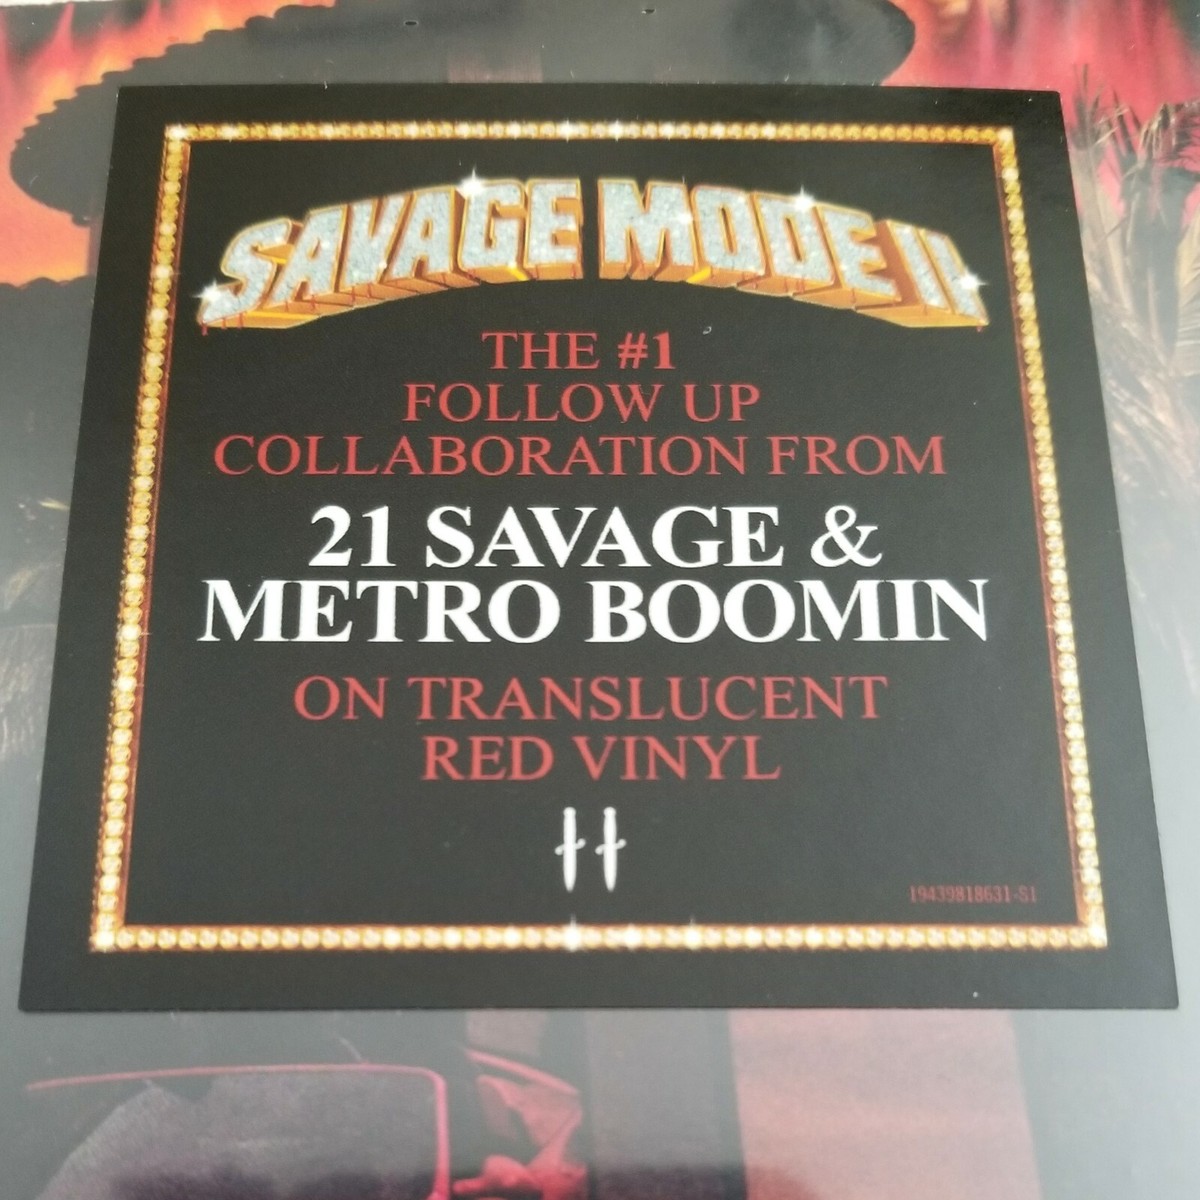 SAVAGE MODE II
THE #1
FOLLOW UP
COLLABORATION FROM
21 SAVAGE &
METRO BOOMIN
ON TRANSLUCENT
RED VINYL
19439818631-S1